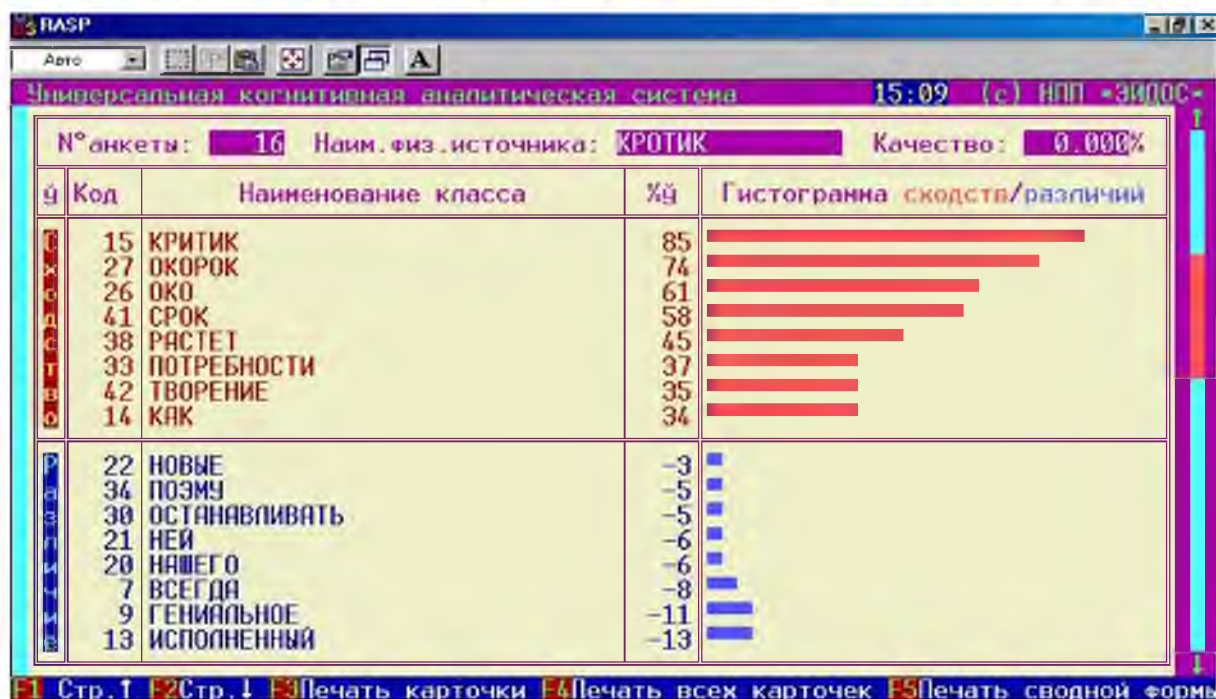 RASP
Авто
Универсальная когнитивная аналитическая система 15:09 (с) НПП *ЭЙДОС*
N°анкеты: 16 Наим.физ.источника: КРОТИК Качество: 0.000%
й Код Наименование класса %й Гистограмма сходств/различий
Сходство
15 КРИТИК 85
27 ОКОРОК 74
26 ОКО 61
41 СРОК 58
38 РАСТЕТ 45
33 ПОТРЕБНОСТИ 37
42 ТВОРЕНИЕ 35
14 КАК 34
Различие
22 НОВЫЕ -3
34 ПОЭМУ -5
30 ОСТАНАВЛИВАТЬ -5
21 НЕЙ -6
20 НАШЕГО -6
7 ВСЕГДА -8
9 ГЕНИАЛЬНОЕ -11
13 ИСПОЛНЕННЫЙ -13
F1 Стр.↑ F2Стр.↓ F3Печать карточки F4Печать всех карточек F5Печать сводной формы